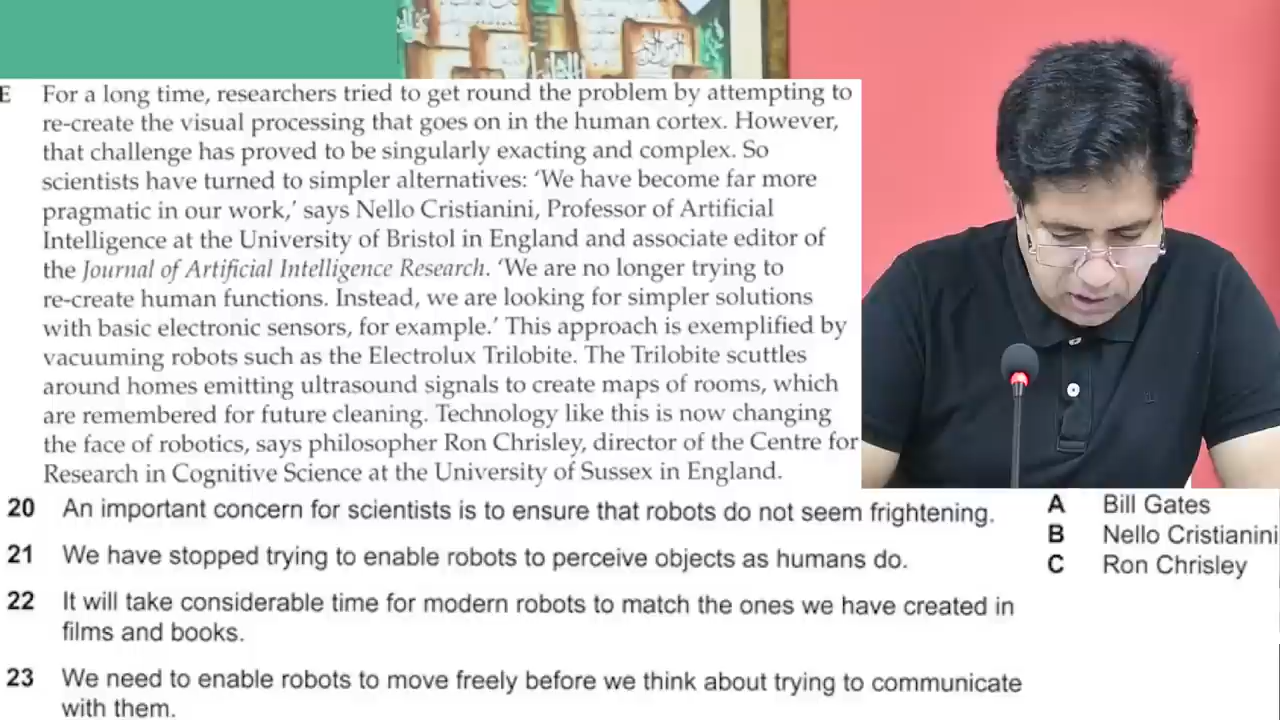 E For a long time, researchers tried to get round the problem by attempting to
re-create the visual processing that goes on in the human cortex. However,
that challenge has proved to be singularly exacting and complex. So
scientists have turned to simpler alternatives: ‘We have become far more
pragmatic in our work,’ says Nello Cristianini, Professor of Artificial
Intelligence at the University of Bristol in England and associate editor of
the Journal of Artificial Intelligence Research. ‘We are no longer trying to
re-create human functions. Instead, we are looking for simpler solutions
with basic electronic sensors, for example.’ This approach is exemplified by
vacuuming robots such as the Electrolux Trilobite. The Trilobite scuttles
around homes emitting ultrasound signals to create maps of rooms, which
are remembered for future cleaning. Technology like this is now changing
the face of robotics, says philosopher Ron Chrisley, director of the Centre for
Research in Cognitive Science at the University of Sussex in England.
20 An important concern for scientists is to ensure that robots do not seem frightening.
21 We have stopped trying to enable robots to perceive objects as humans do.
22 It will take considerable time for modern robots to match the ones we have created in
films and books.
23 We need to enable robots to move freely before we think about trying to communicate
with them.
A Bill Gates
B Nello Cristianini
C Ron Chrisley